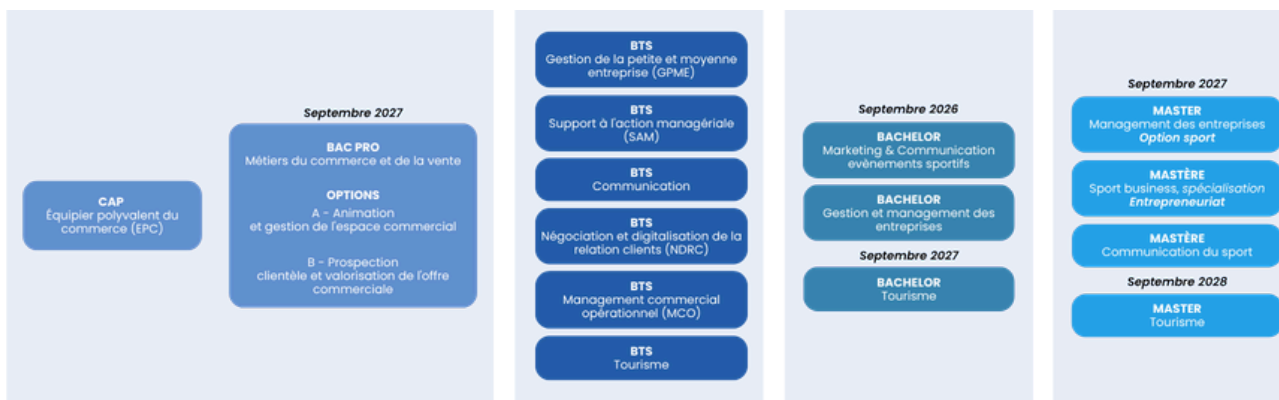 CAP
Équipier polyvalent du
commerce (EPC)
Septembre 2027
BAC PRO
Métiers du commerce et de la vente
OPTIONS
A - Animation
et gestion de l'espace commercial
B - Prospection
clientèle et valorisation de l'offre
commerciale
BTS
Gestion de la petite et moyenne
entreprise (GPME)
BTS
Support à l'action managériale
(SAM)
BTS
Communication
BTS
Négociation et digitalisation de la
relation clients (NDRC)
BTS
Management commercial
opérationnel (MCO)
BTS
Tourisme
Septembre 2026
BACHELOR
Marketing & Communication
evènements sportifs
BACHELOR
Gestion et management des
entreprises
Septembre 2027
BACHELOR
Tourisme
Septembre 2027
MASTER
Management des entreprises
Option sport
MASTÈRE
Sport business, spécialisation
Entrepreneuriat
MASTÈRE
Communication du sport
Septembre 2028
MASTER
Tourisme